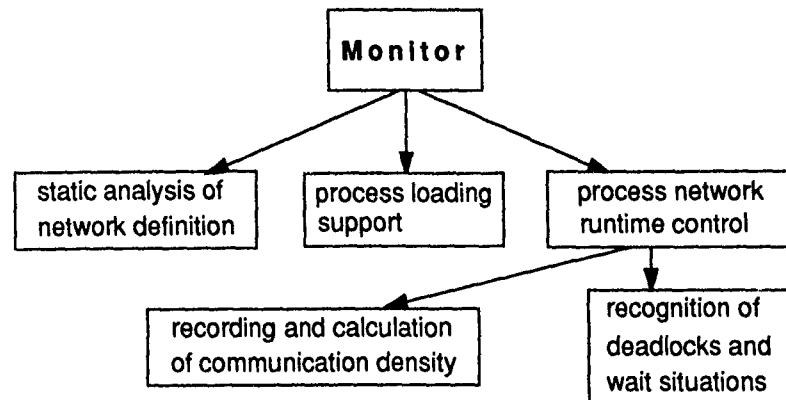 Monitor
static analysis of
network definition
process loading
support
process network
runtime control
recording and calculation
of communication density
recognition of
deadlocks and
wait situations